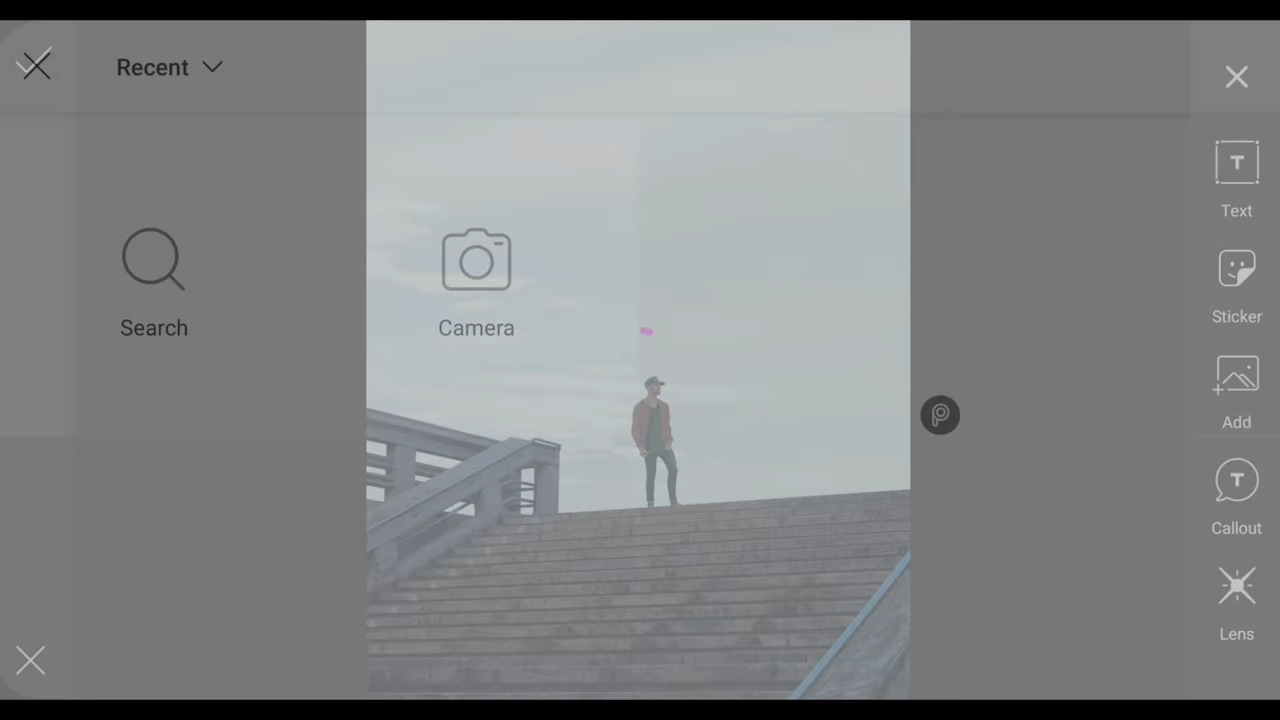 Recent
Search
Camera
T
Text
Sticker
Add
T
Callout
Lens